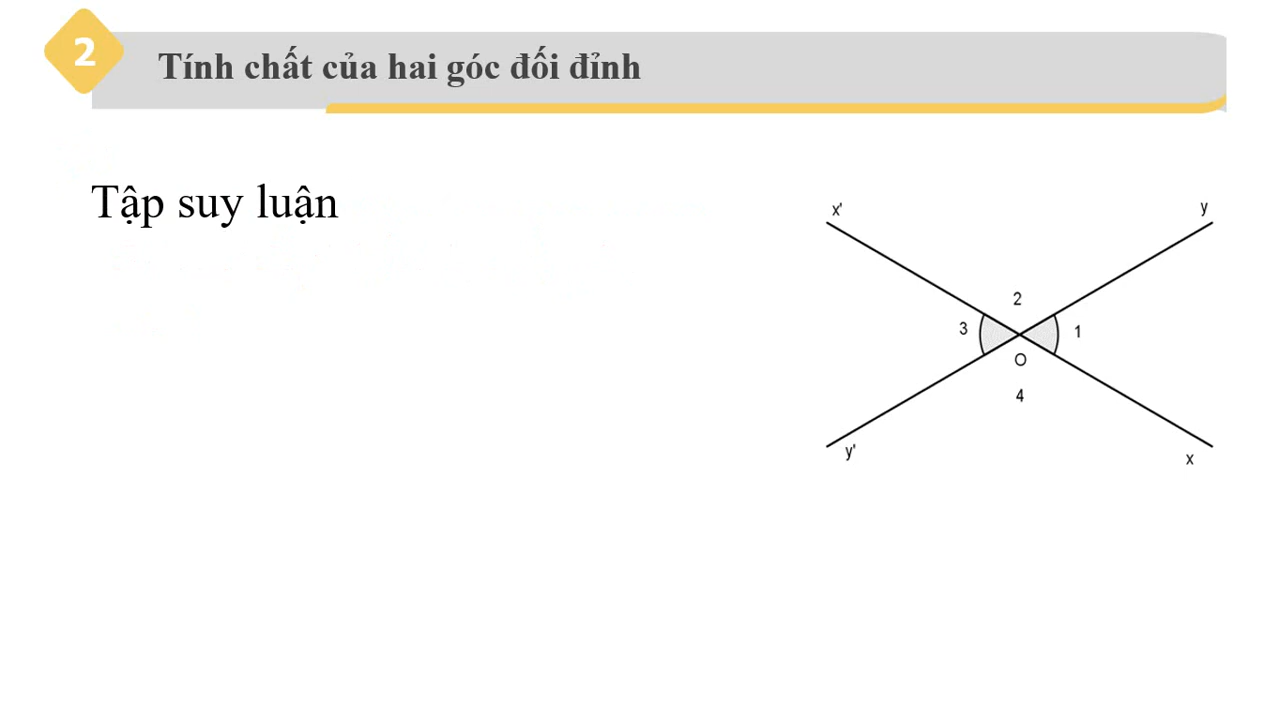 2
Tính chất của hai góc đối đỉnh
Tập suy luận
x'
y
2
3
1
O
4
y'
x